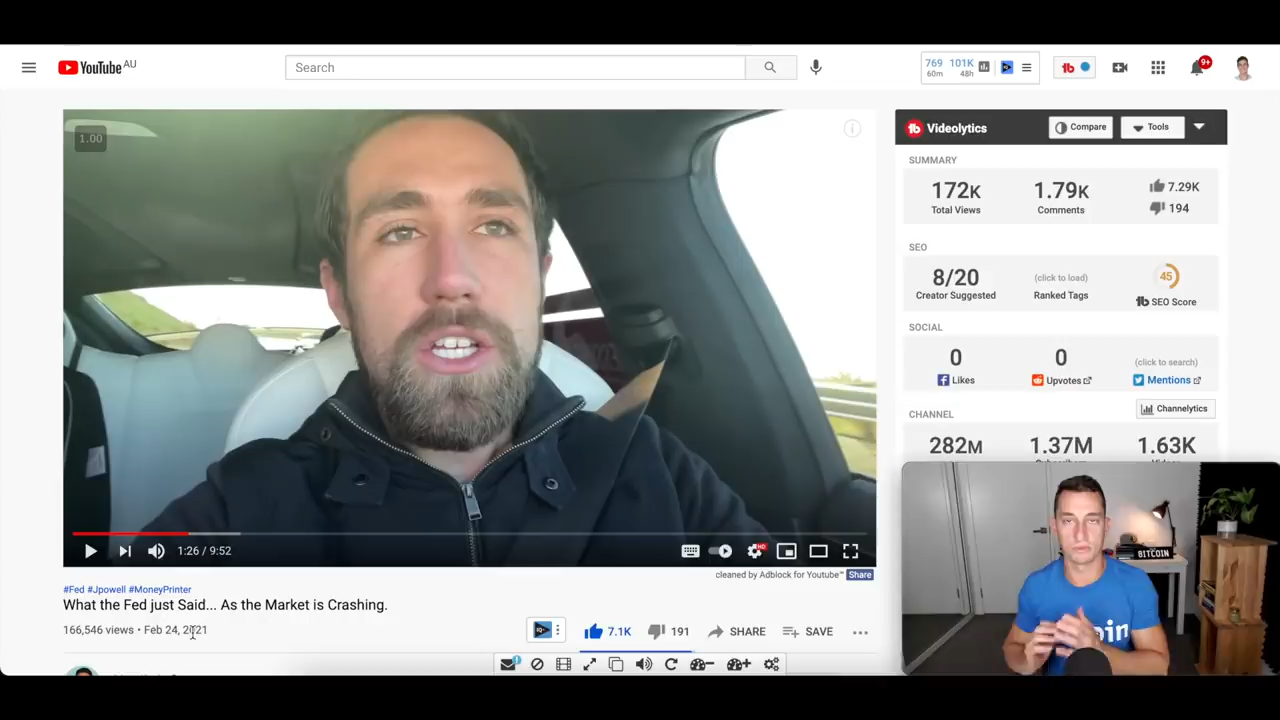 YouTube AU
Search
769 101K
60m 48h
9+
1.00
Videolytics
Compare
Tools
SUMMARY
172K
1.79K
7.29K
Total Views
Comments
194
SEO
8/20
(click to load)
45
Creator Suggested
Ranked Tags
SEO Score
SOCIAL
0
0
(click to search)
Likes
Upvotes
Mentions
CHANNEL
Channelytics
282M
1.37M
1.63K
1:26 / 9:52
HD
cleaned by Adblock for Youtube™ Share
#Fed #Jpowell #MoneyPrinter
What the Fed just Said... As the Market is Crashing.
166,546 views • Feb 24, 2021
7.1K
191
SHARE
SAVE
BITCOIN